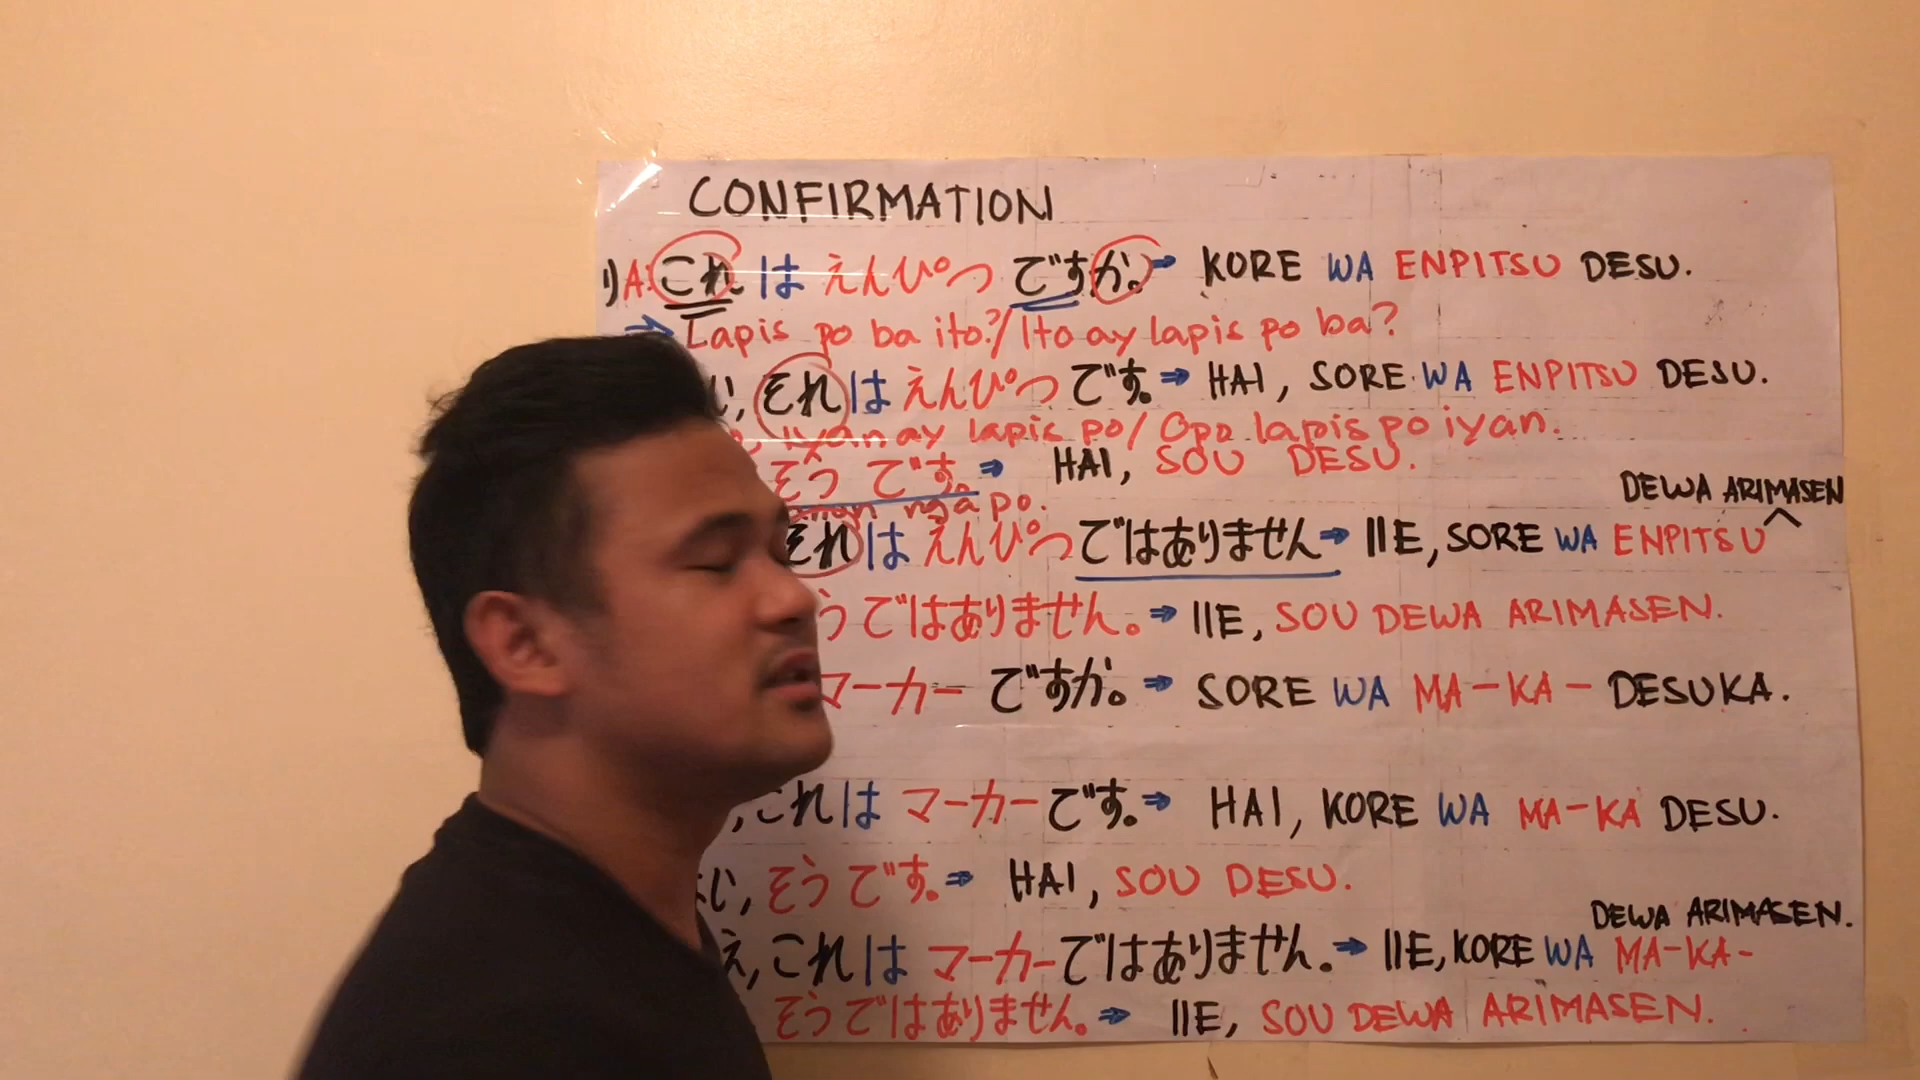 CONFIRMATION
1) A: これ は えんぴつ ですか。⇒ KORE WA ENPITSU DESU.
⇒ Lapis po ba ito?/Ito ay lapis po ba?
い, それ は えんぴつ です。⇒ HAI, SORE WA ENPITSU DESU.
iyan ay lapis po/ Opo lapis po iyan.
そう です。⇒ HAI, SOU DESU.
nga po.
DEWA ARIMASEN
それ は えんぴつ ではありません ⇒ IIE, SORE WA ENPITSU ^
う ではありません。⇒ IIE, SOU DEWA ARIMASEN.
マーカー ですか。⇒ SORE WA MA-KA- DESUKA.
, これ は マーカー です。⇒ HAI, KORE WA MA-KA DESU.
い, そう です。⇒ HAI, SOU DESU.
DEWA ARIMASEN.
え, これ は マーカー ではありません。⇒ IIE, KORE WA MA-KA-
そう ではありません。⇒ IIE, SOU DEWA ARIMASEN.